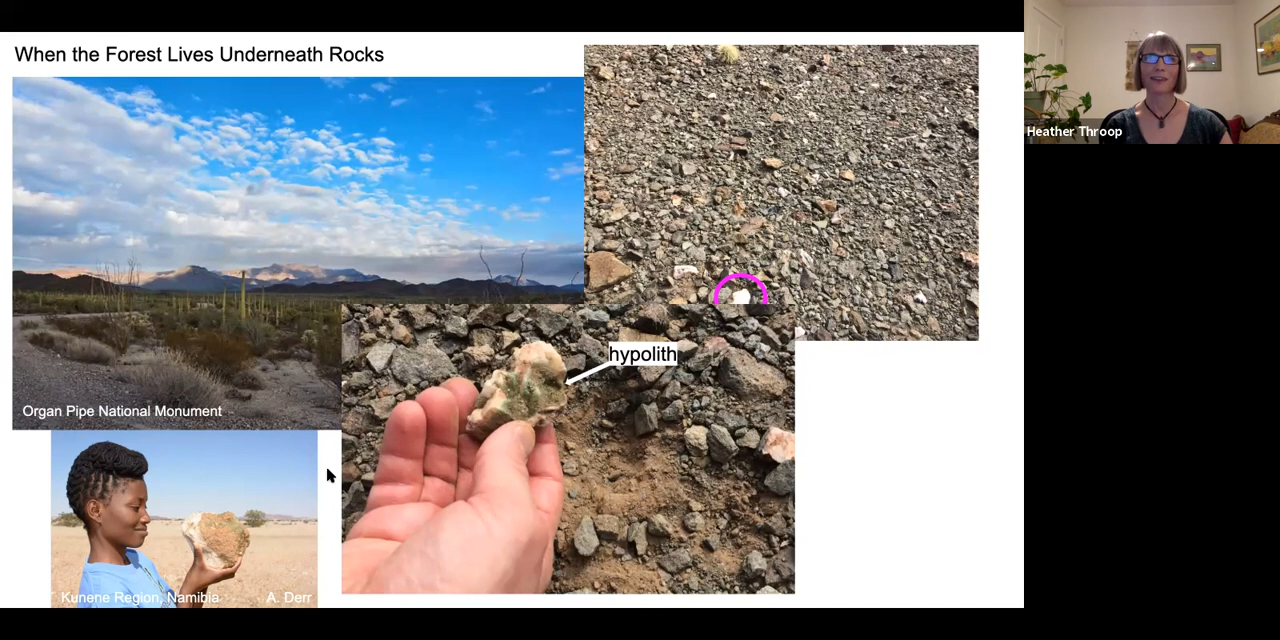 When the Forest Lives Underneath Rocks
Heather Throop
hypolith
Organ Pipe National Monument
Kunene Region, Namibia
A. Derr